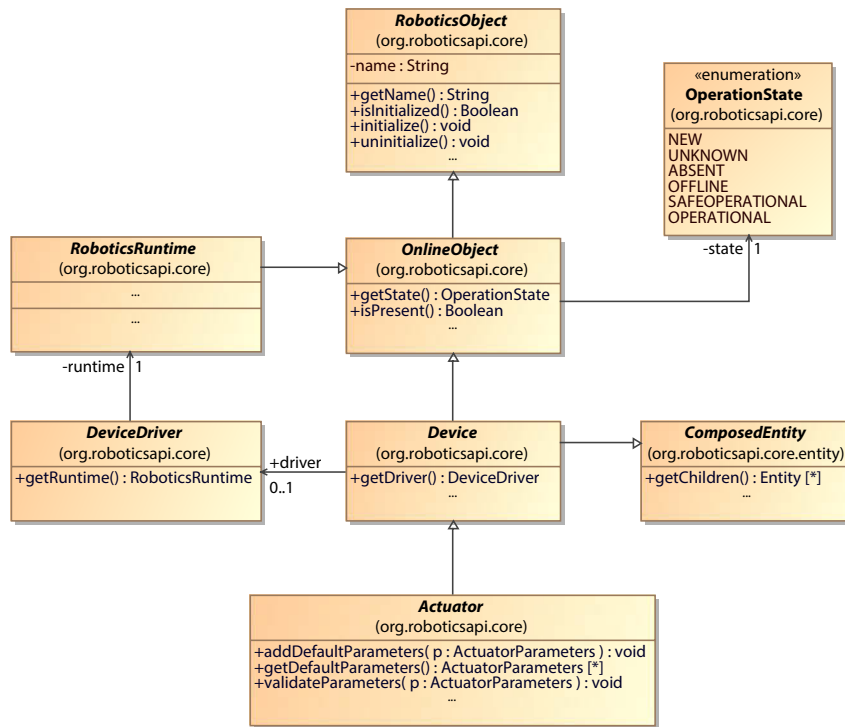 RoboticsObject
(org.roboticsapi.core)
-name : String
+getName() : String
+isInitialized() : Boolean
+initialize() : void
+uninitialize() : void
...
«enumeration»
OperationState
(org.roboticsapi.core)
NEW
UNKNOWN
ABSENT
OFFLINE
SAFEOPERATIONAL
OPERATIONAL
RoboticsRuntime
(org.roboticsapi.core)
...
...
OnlineObject
(org.roboticsapi.core)
+getState() : OperationState
+isPresent() : Boolean
...
-state 1
-runtime 1
DeviceDriver
(org.roboticsapi.core)
+getRuntime() : RoboticsRuntime
+driver
0..1
Device
(org.roboticsapi.core)
+getDriver() : DeviceDriver
...
ComposedEntity
(org.roboticsapi.core.entity)
+getChildren() : Entity [*]
...
Actuator
(org.roboticsapi.core)
+addDefaultParameters( p : ActuatorParameters ) : void
+getDefaultParameters() : ActuatorParameters [*]
+validateParameters( p : ActuatorParameters ) : void
...